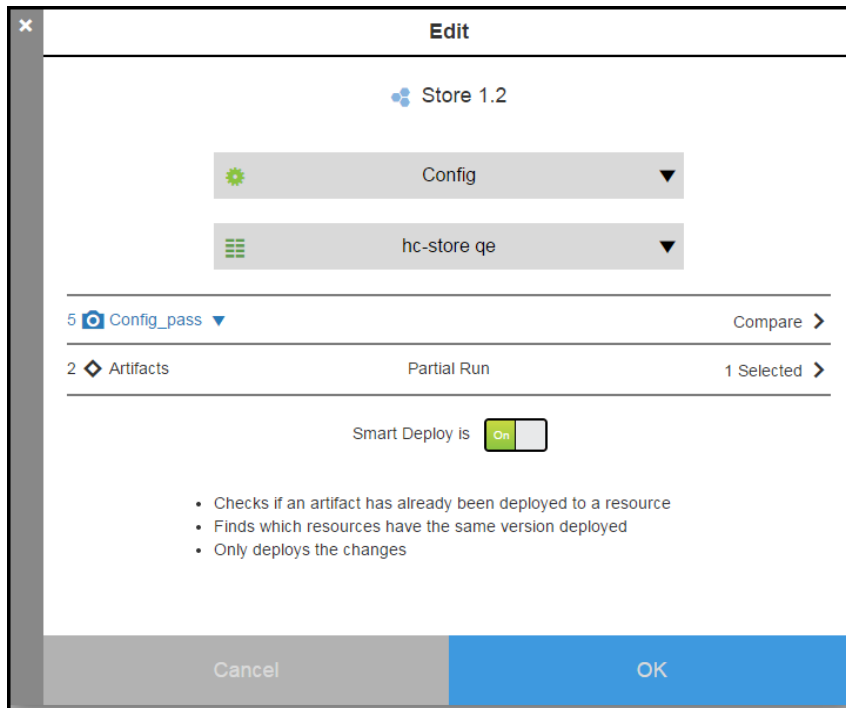 Edit
Store 1.2
Config
hc-store qe
5 Config_pass
Compare
2 Artifacts Partial Run 1 Selected
Smart Deploy is On
• Checks if an artifact has already been deployed to a resource
• Finds which resources have the same version deployed
• Only deploys the changes
Cancel OK